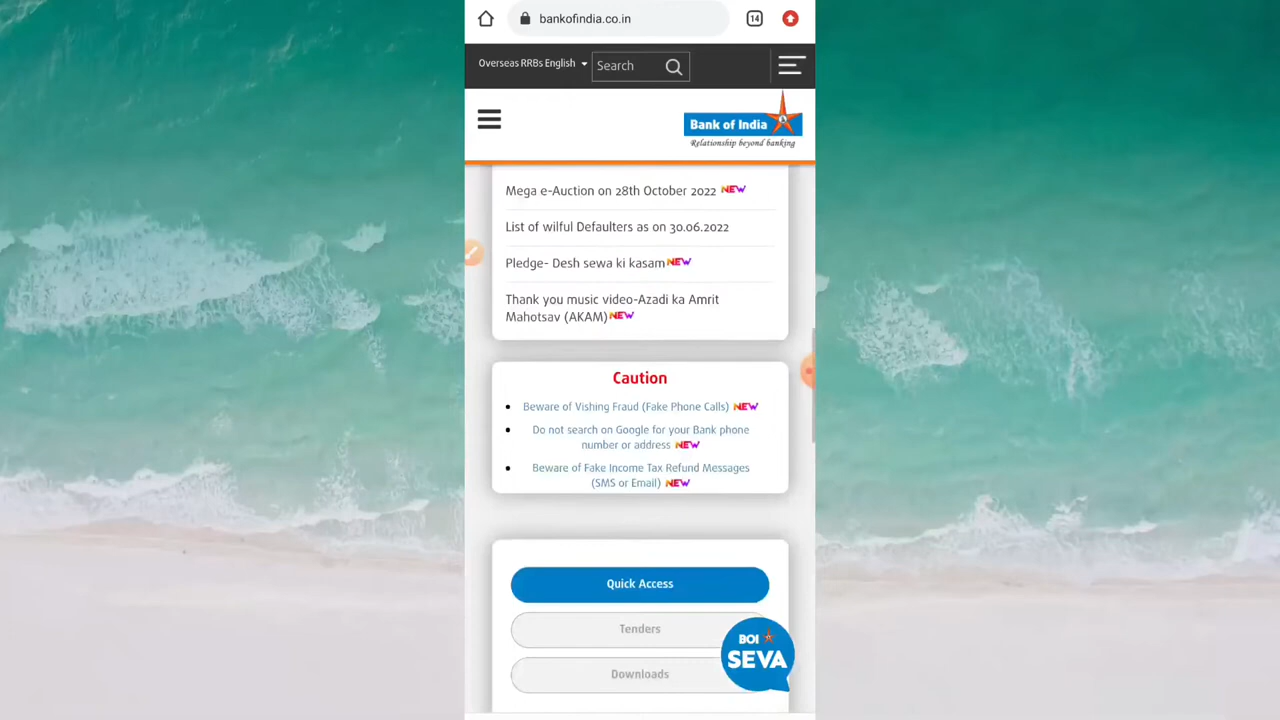 bankofindia.co.in
14
Overseas RRBs English
Search
Bank of India
Relationship beyond banking
Mega e-Auction on 28th October 2022 NEW
List of wilful Defaulters as on 30.06.2022
Pledge- Desh sewa ki kasam NEW
Thank you music video-Azadi ka Amrit
Mahotsav (AKAM) NEW
Caution
Beware of Vishing Fraud (Fake Phone Calls) NEW
Do not search on Google for your Bank phone
number or address NEW
Beware of Fake Income Tax Refund Messages
(SMS or Email) NEW
Quick Access
Tenders
BOI
SEVA
Downloads